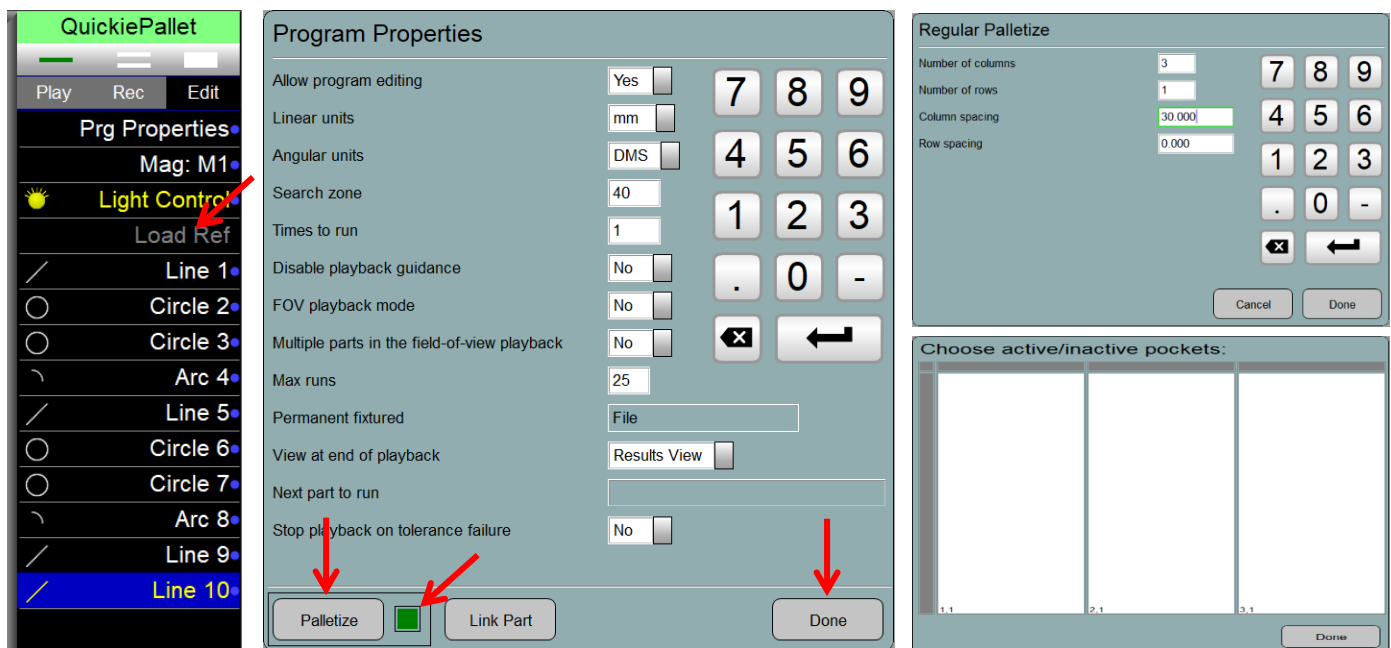 QuickiePallet
Play Rec Edit
Prg Properties
Mag: M1
Light Control
Load Ref
Line 1
Circle 2
Circle 3
Arc 4
Line 5
Circle 6
Circle 7
Arc 8
Line 9
Line 10
Program Properties
Allow program editing Yes
Linear units mm
Angular units DMS
Search zone 40
Times to run 1
Disable playback guidance No
FOV playback mode No
Multiple parts in the field-of-view playback No
Max runs 25
Permanent fixtured File
View at end of playback Results View
Next part to run
Stop playback on tolerance failure No
7 8 9
4 5 6
1 2 3
. 0 -
Palletize Link Part Done
Regular Palletize
Number of columns 3
Number of rows 1
Column spacing 30.000
Row spacing 0.000
7 8 9
4 5 6
1 2 3
. 0 -
Cancel Done
Choose active/inactive pockets:
1,1 2,1 3,1
Done